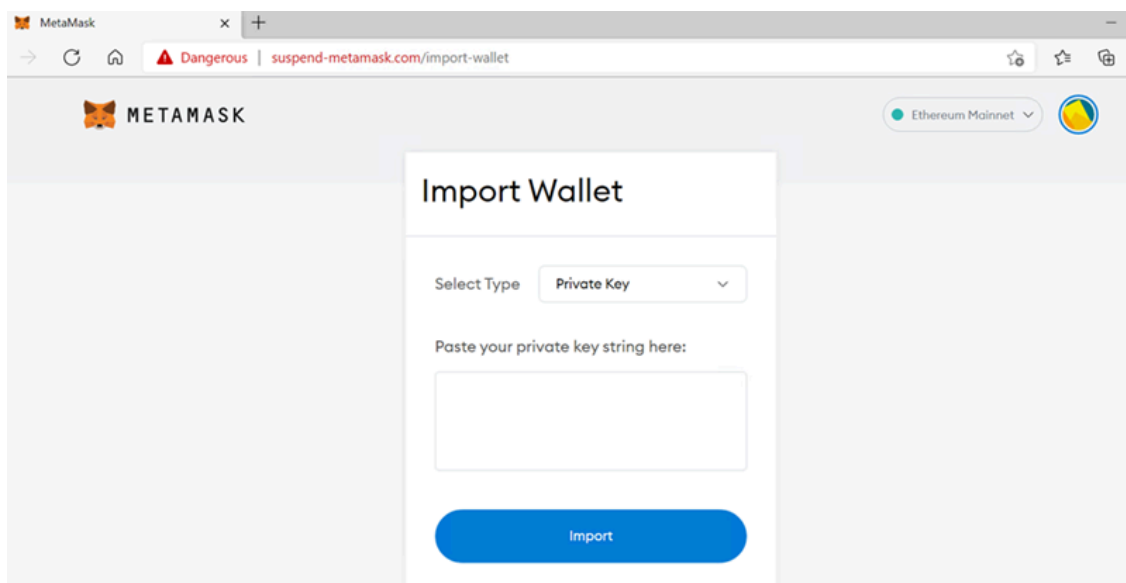 MetaMask
Dangerous | suspend-metamask.com/import-wallet
METAMASK
Ethereum Mainnet
Import Wallet
Select Type Private Key
Paste your private key string here:
Import